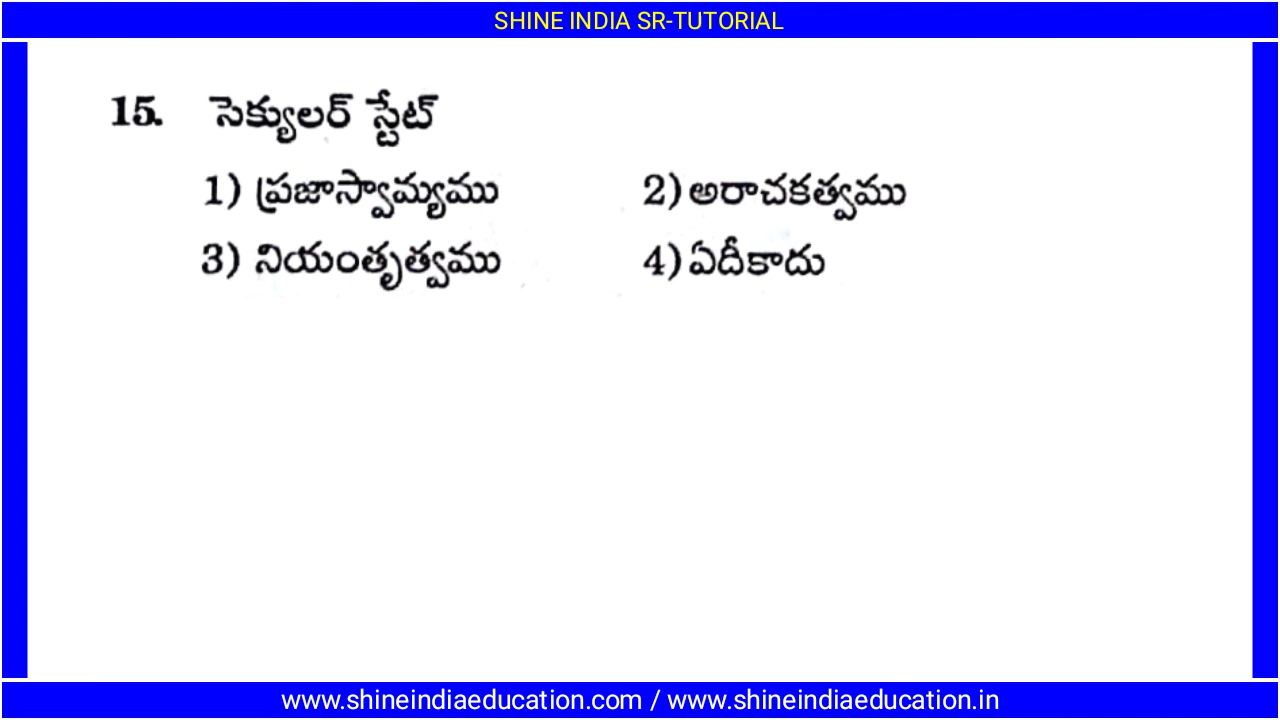 SHINE INDIA SR-TUTORIAL
15. సెక్యులర్ స్టేట్
1) ప్రజాస్వామ్యము 2) అరాచకత్వము
3) నియంతృత్వము 4) ఏదీకాదు
www.shineindiaeducation.com / www.shineindiaeducation.in